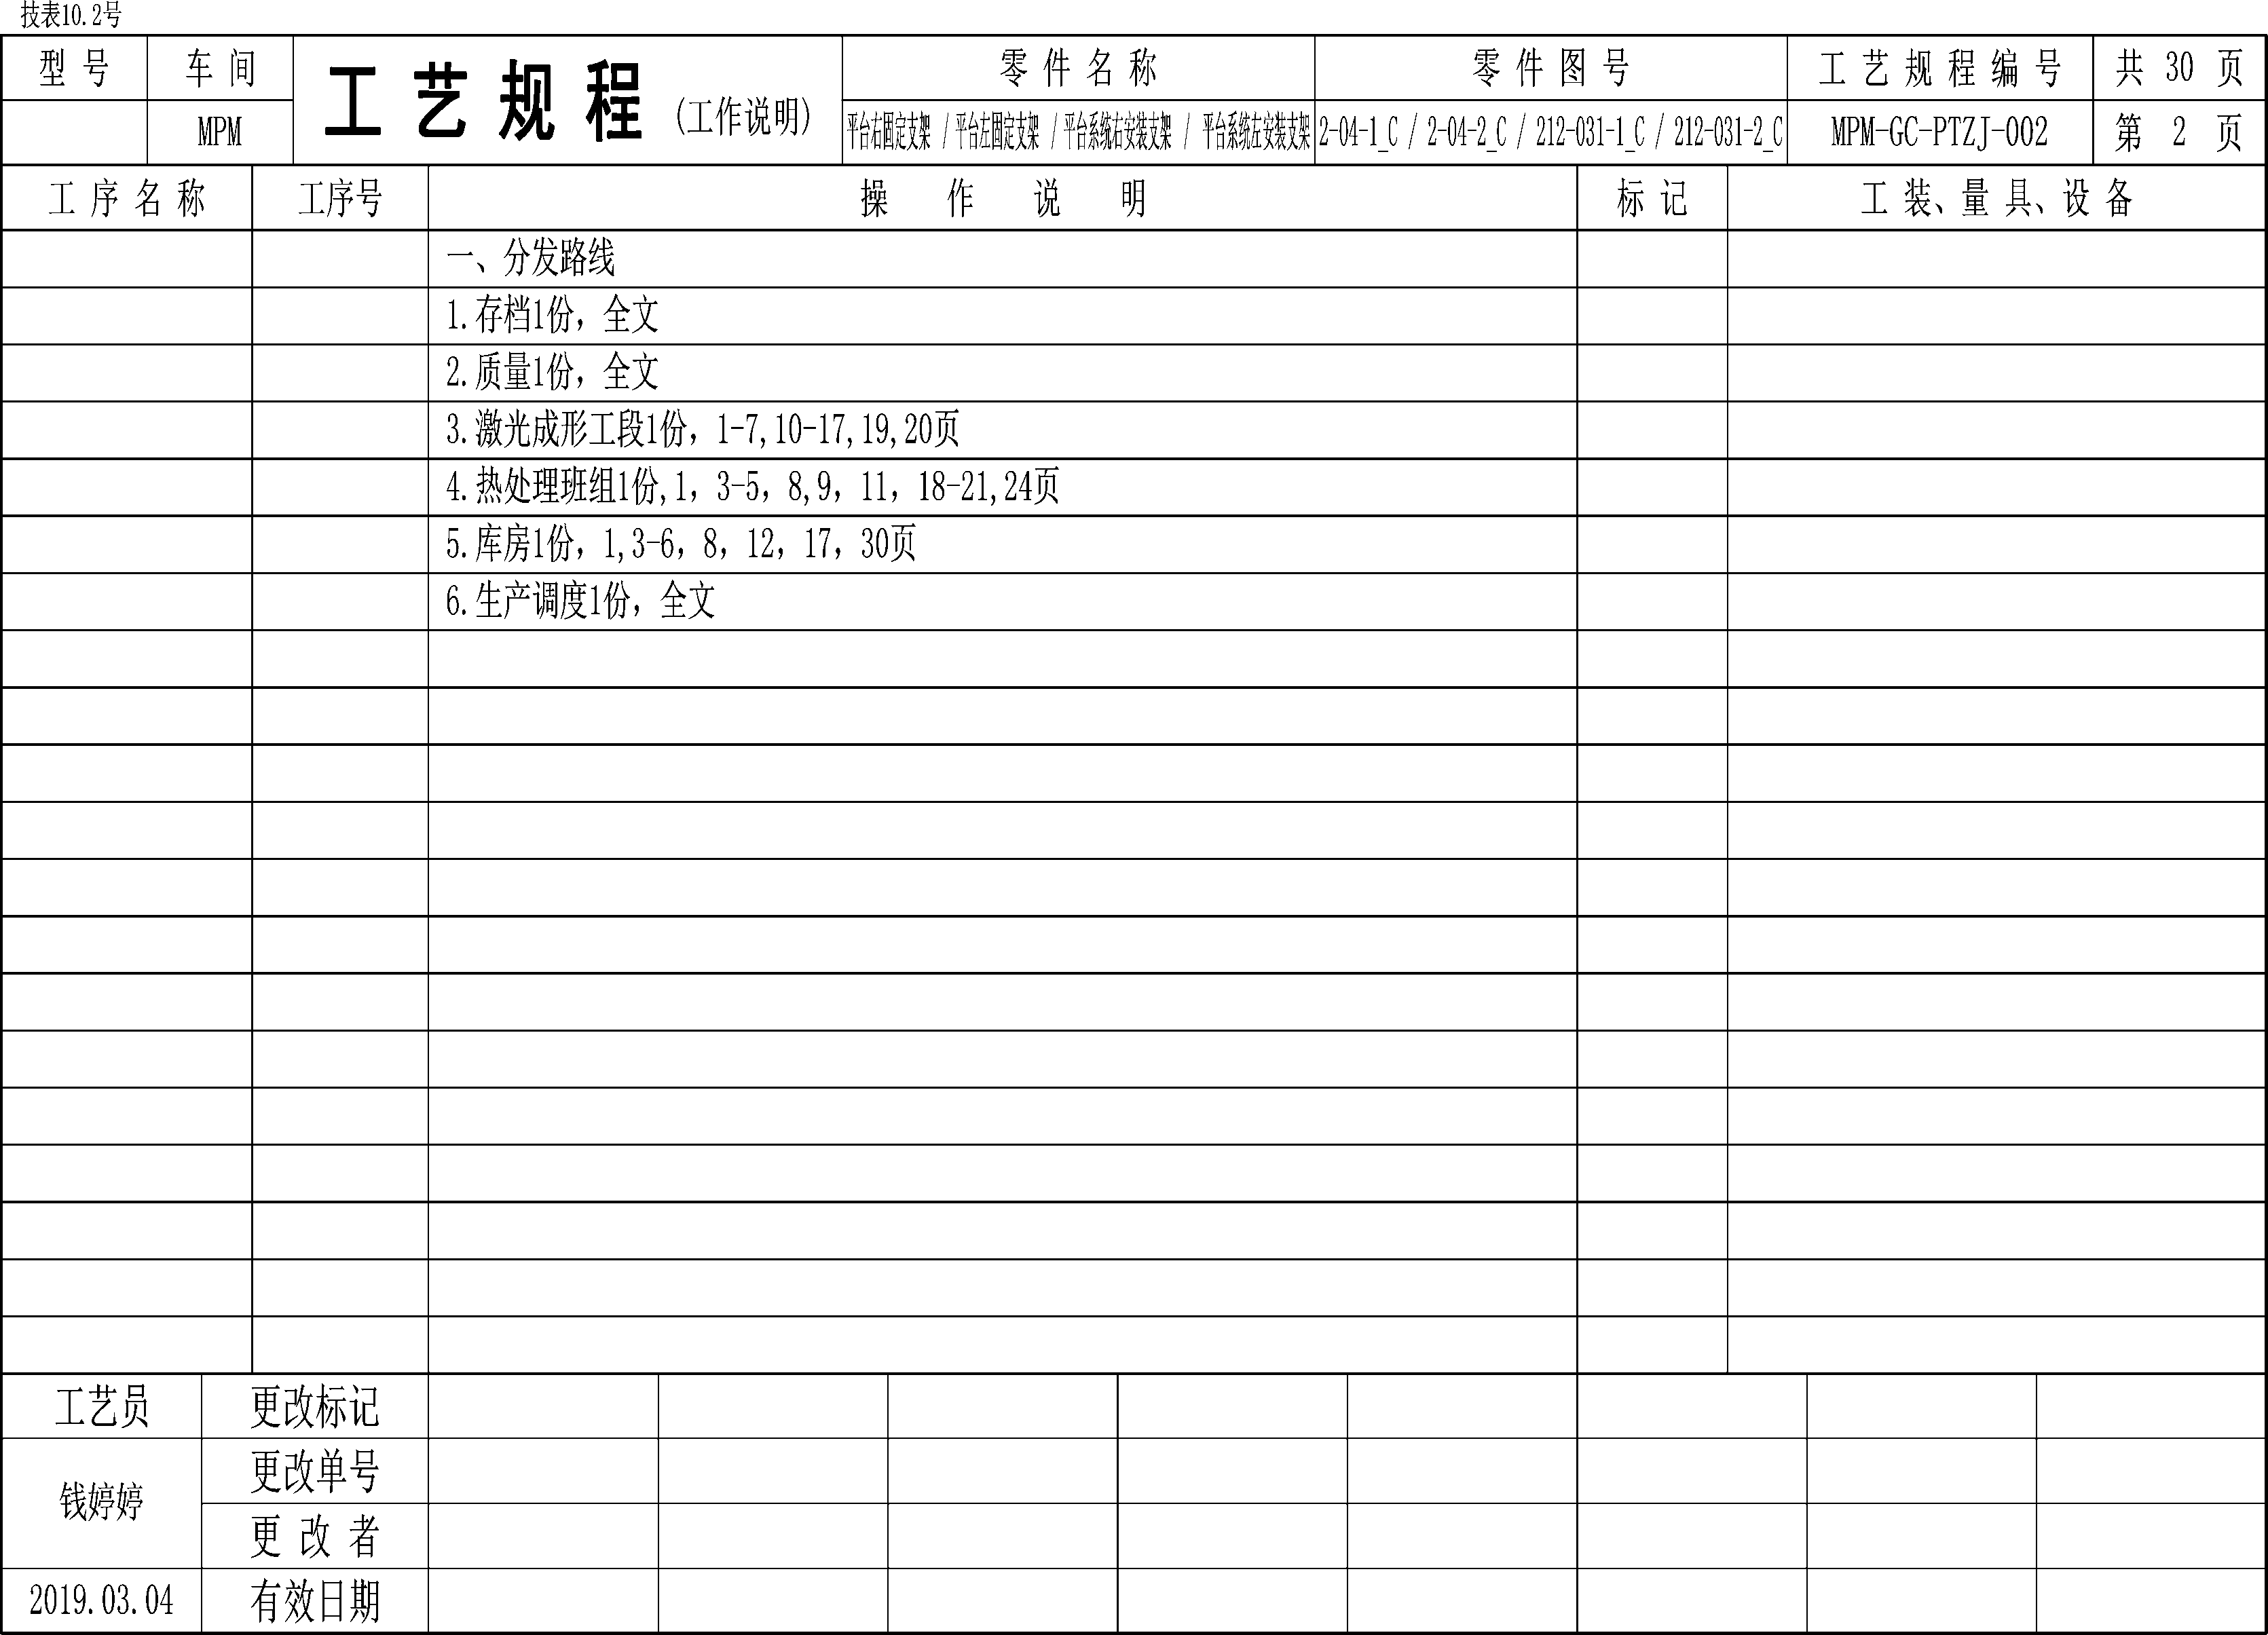 技表10.2号
型 号 车 间 工 艺 规 程 (工作说明) 零 件 名 称 零 件 图 号 工 艺 规 程 编 号 共 30 页
MPM 平台右固定支架 / 平台左固定支架 / 平台系统右安装支架 / 平台系统左安装支架 2-04-1_C / 2-04-2_C / 212-031-1_C / 212-031-2_C MPM-GC-PTZJ-002 第 2 页
工 序 名 称 工序号 操 作 说 明 标 记 工 装、量 具、设 备
一、分发路线
1.存档1份，全文
2.质量1份，全文
3.激光成形工段1份，1-7,10-17,19,20页
4.热处理班组1份,1，3-5，8,9，11，18-21,24页
5.库房1份，1,3-6，8，12，17，30页
6.生产调度1份，全文
工艺员 更改标记
钱婷婷 更改单号
更 改 者
2019.03.04 有效日期